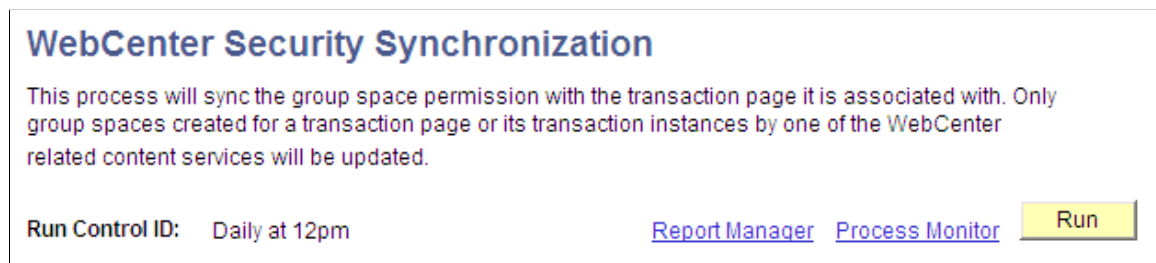 WebCenter Security Synchronization
This process will sync the group space permission with the transaction page it is associated with. Only
group spaces created for a transaction page or its transaction instances by one of the WebCenter
related content services will be updated.
Run Control ID: Daily at 12pm Report Manager Process Monitor Run